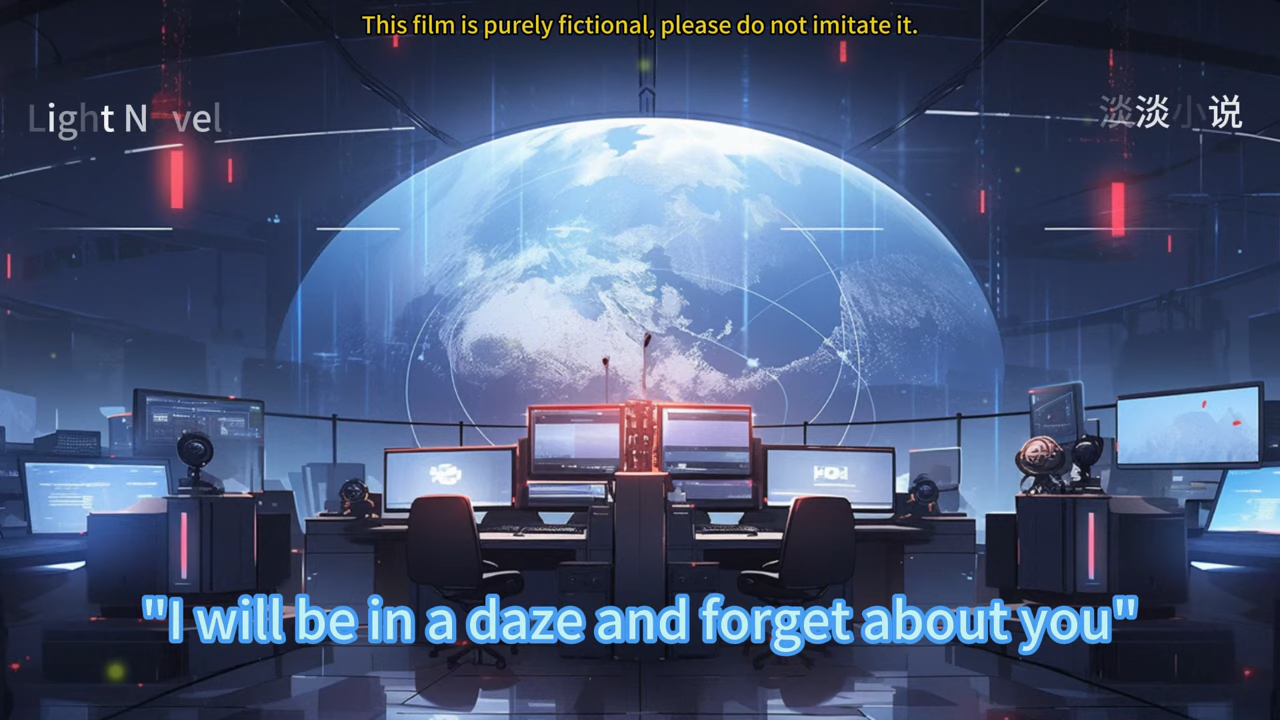 This film is purely fictional, please do not imitate it.
Light N vel
淡淡小说
"I will be in a daze and forget about you"